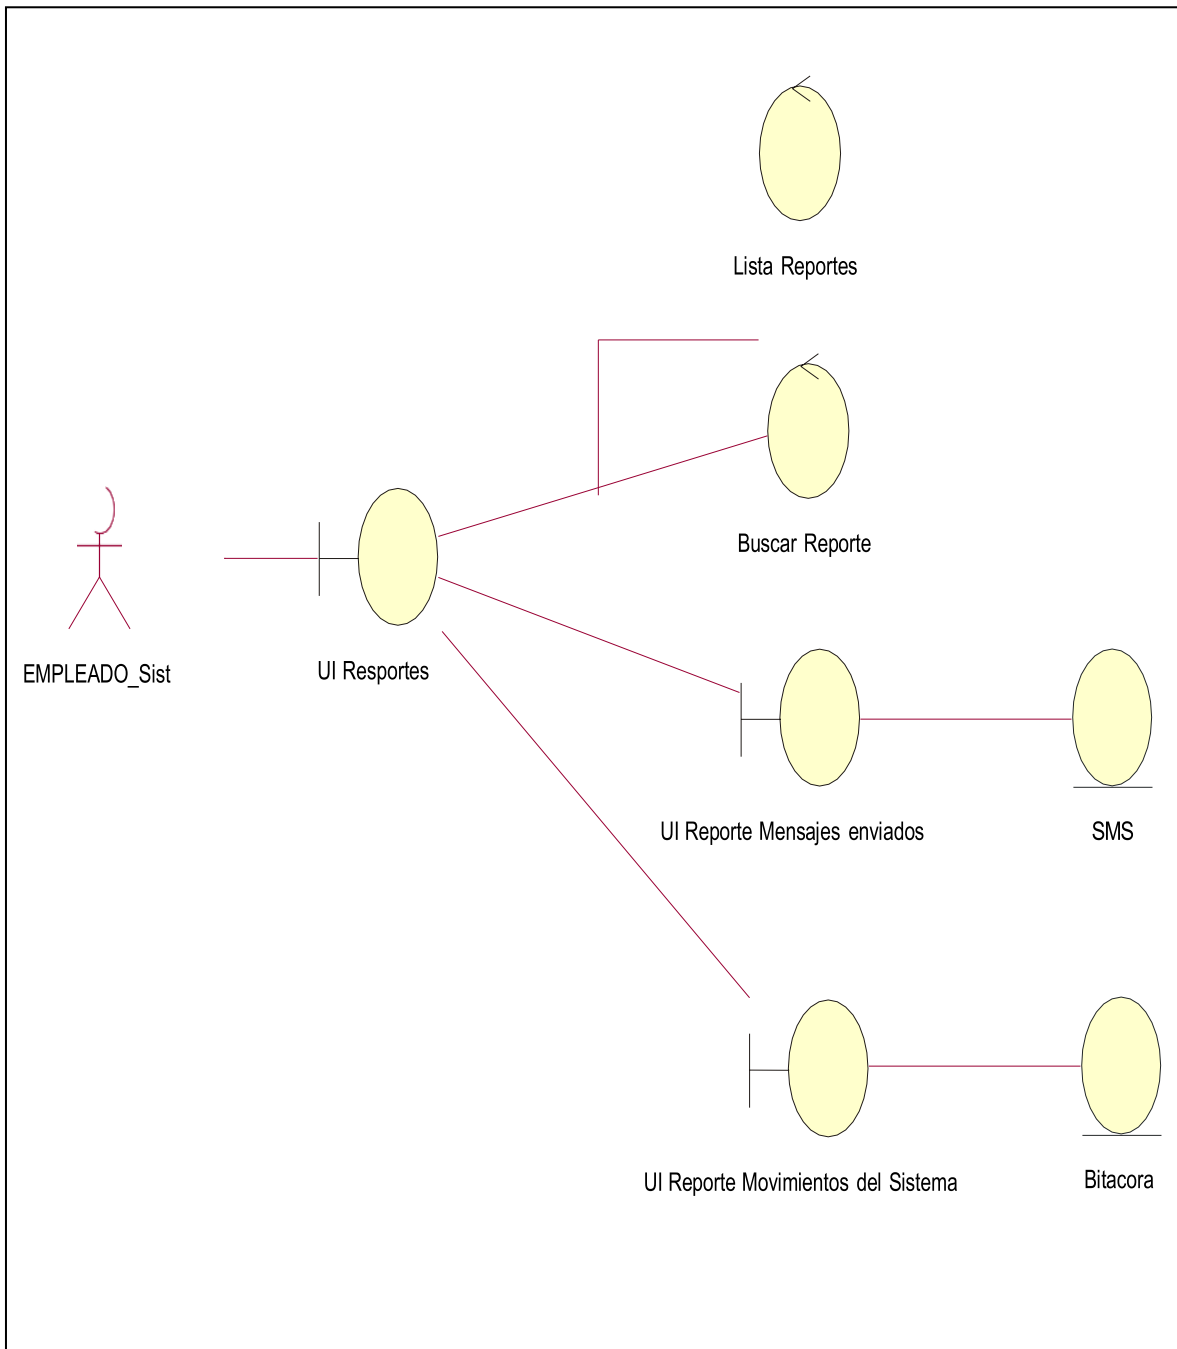 Lista Reportes
Buscar Reporte
EMPLEADO_Sist
UI Resportes
UI Reporte Mensajes enviados
SMS
UI Reporte Movimientos del Sistema
Bitacora